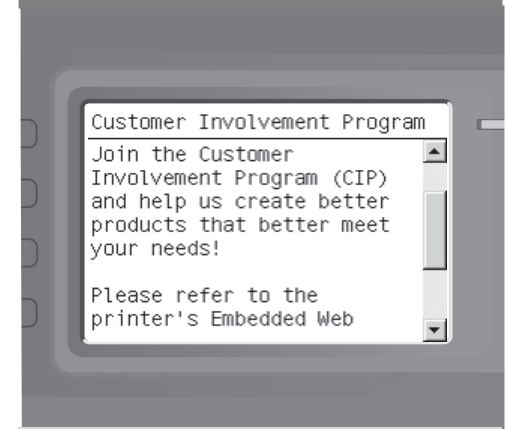 Customer Involvement Program
Join the Customer
Involvement Program (CIP)
and help us create better
products that better meet
your needs!
Please refer to the
printer's Embedded Web